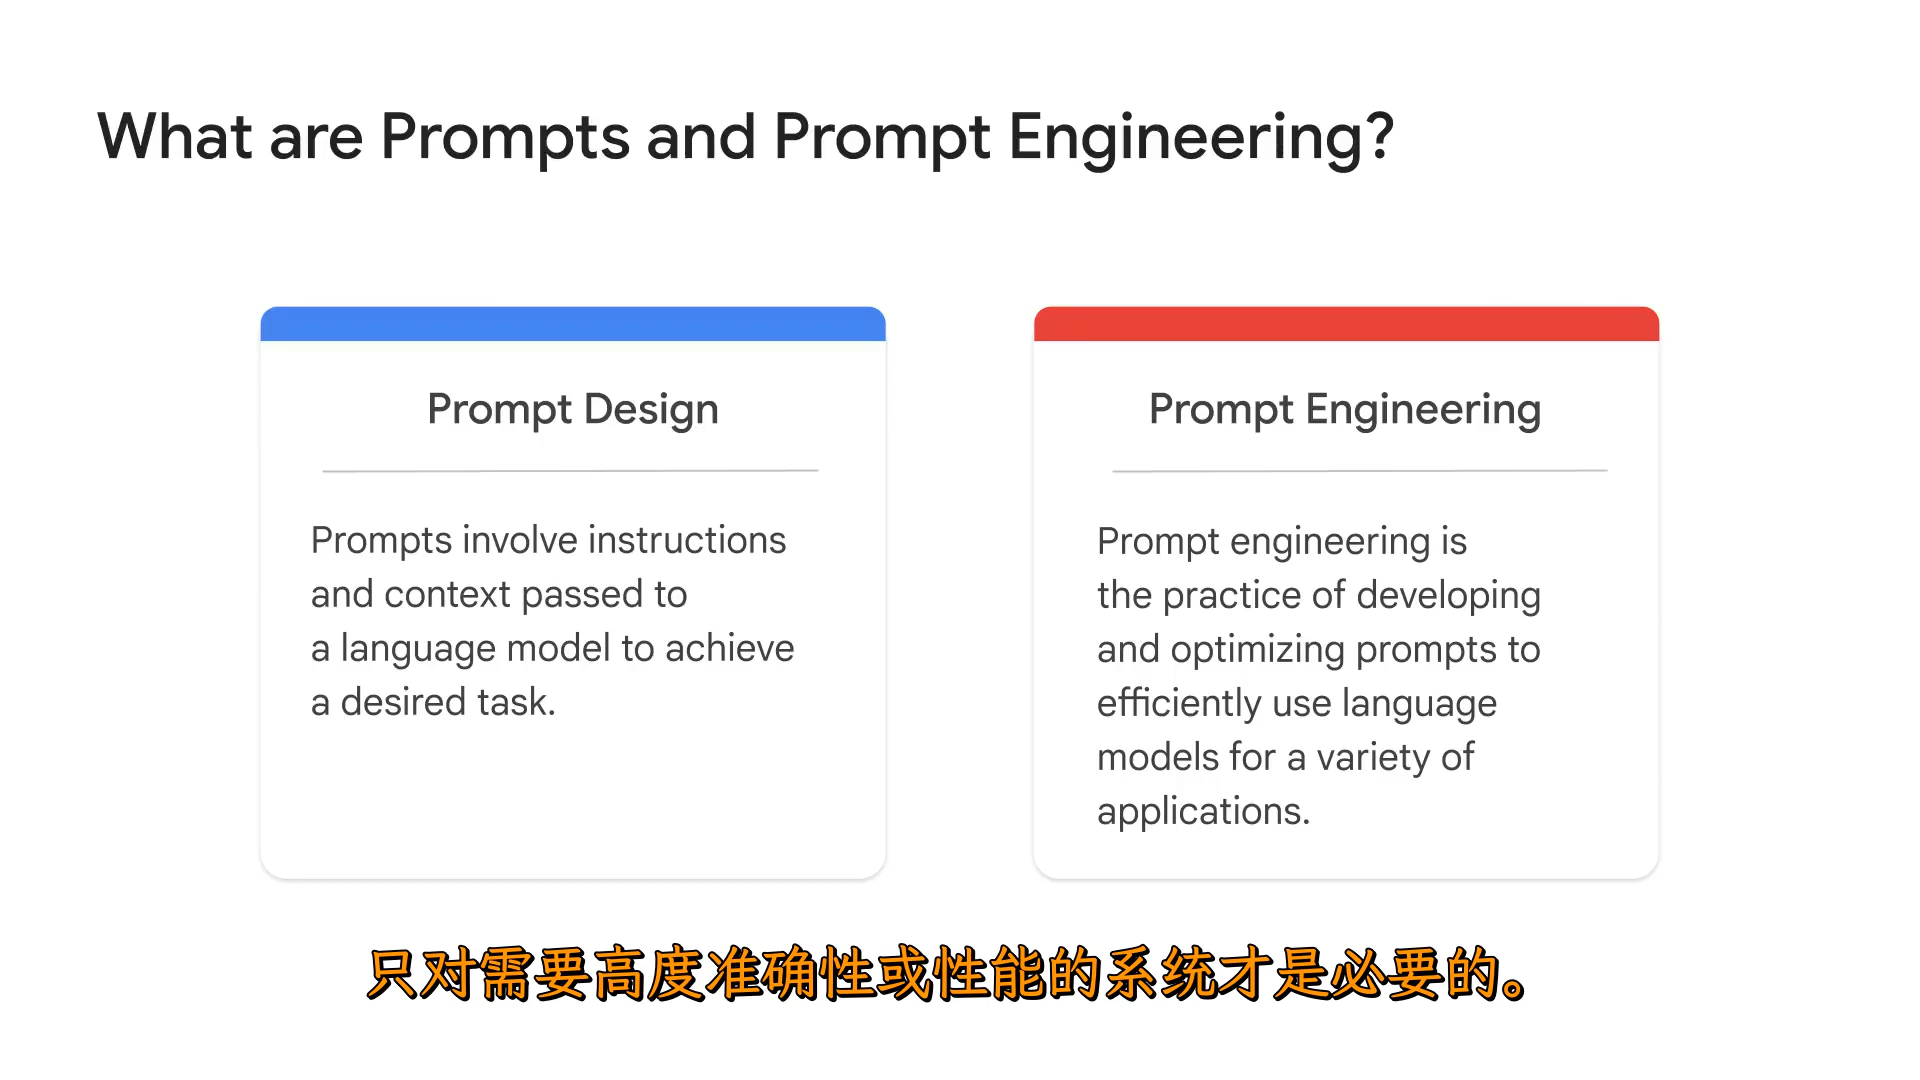 What are Prompts and Prompt Engineering?
Prompt Design
Prompts involve instructions
and context passed to
a language model to achieve
a desired task.
Prompt Engineering
Prompt engineering is
the practice of developing
and optimizing prompts to
efficiently use language
models for a variety of
applications.
只对需要高度准确性或性能的系统才是必要的。